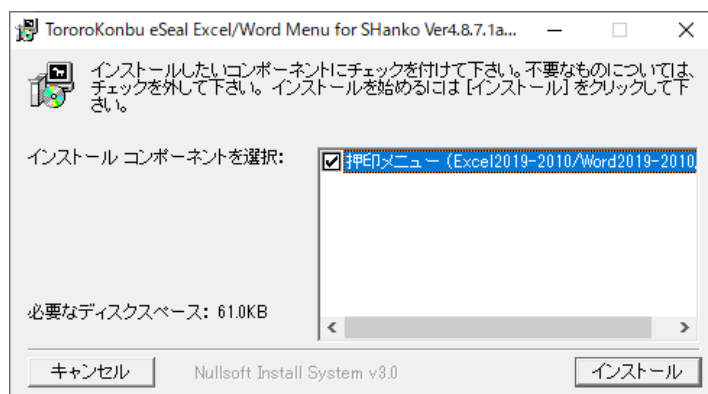 TororoKonbu eSeal Excel/Word Menu for SHanko Ver4.8.7.1a...
インストールしたいコンポーネントにチェックを付けて下さい。不要なものについては、
チェックを外して下さい。インストールを始めるには [インストール] をクリックして下
さい。
インストール コンポーネントを選択:
押印メニュー (Excel2019-2010/Word2019-2010
必要なディスクスペース: 61.0KB
キャンセル
Nullsoft Install System v3.0
インストール